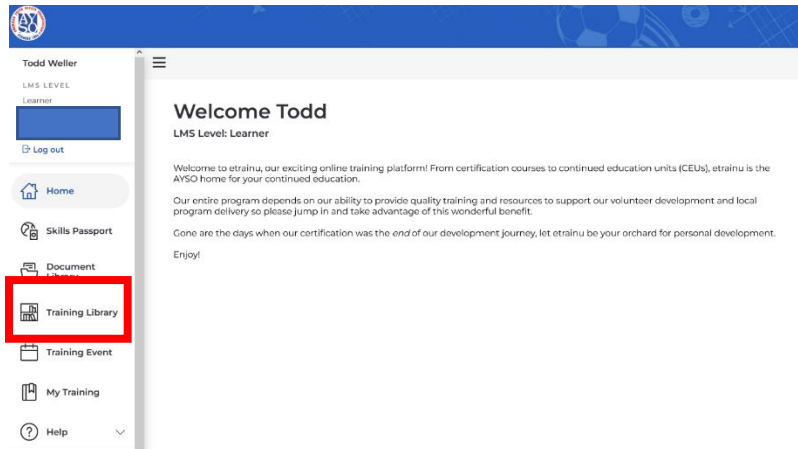 AY
SO
Todd Weller
LMS LEVEL
Learner
Log out
Home
Skills Passport
Document
Library
Training Library
Training Event
My Training
Help
Welcome Todd
LMS Level: Learner
Welcome to etrainu, our exciting online training platform! From certification courses to continued education units (CEUs), etrainu is the
AYSO home for your continued education.
Our entire program depends on our ability to provide quality training and resources to support our volunteer development and local
program delivery so please jump in and take advantage of this wonderful benefit.
Gone are the days when our certification was the end of our development journey, let etrainu be your orchard for personal development.
Enjoy!